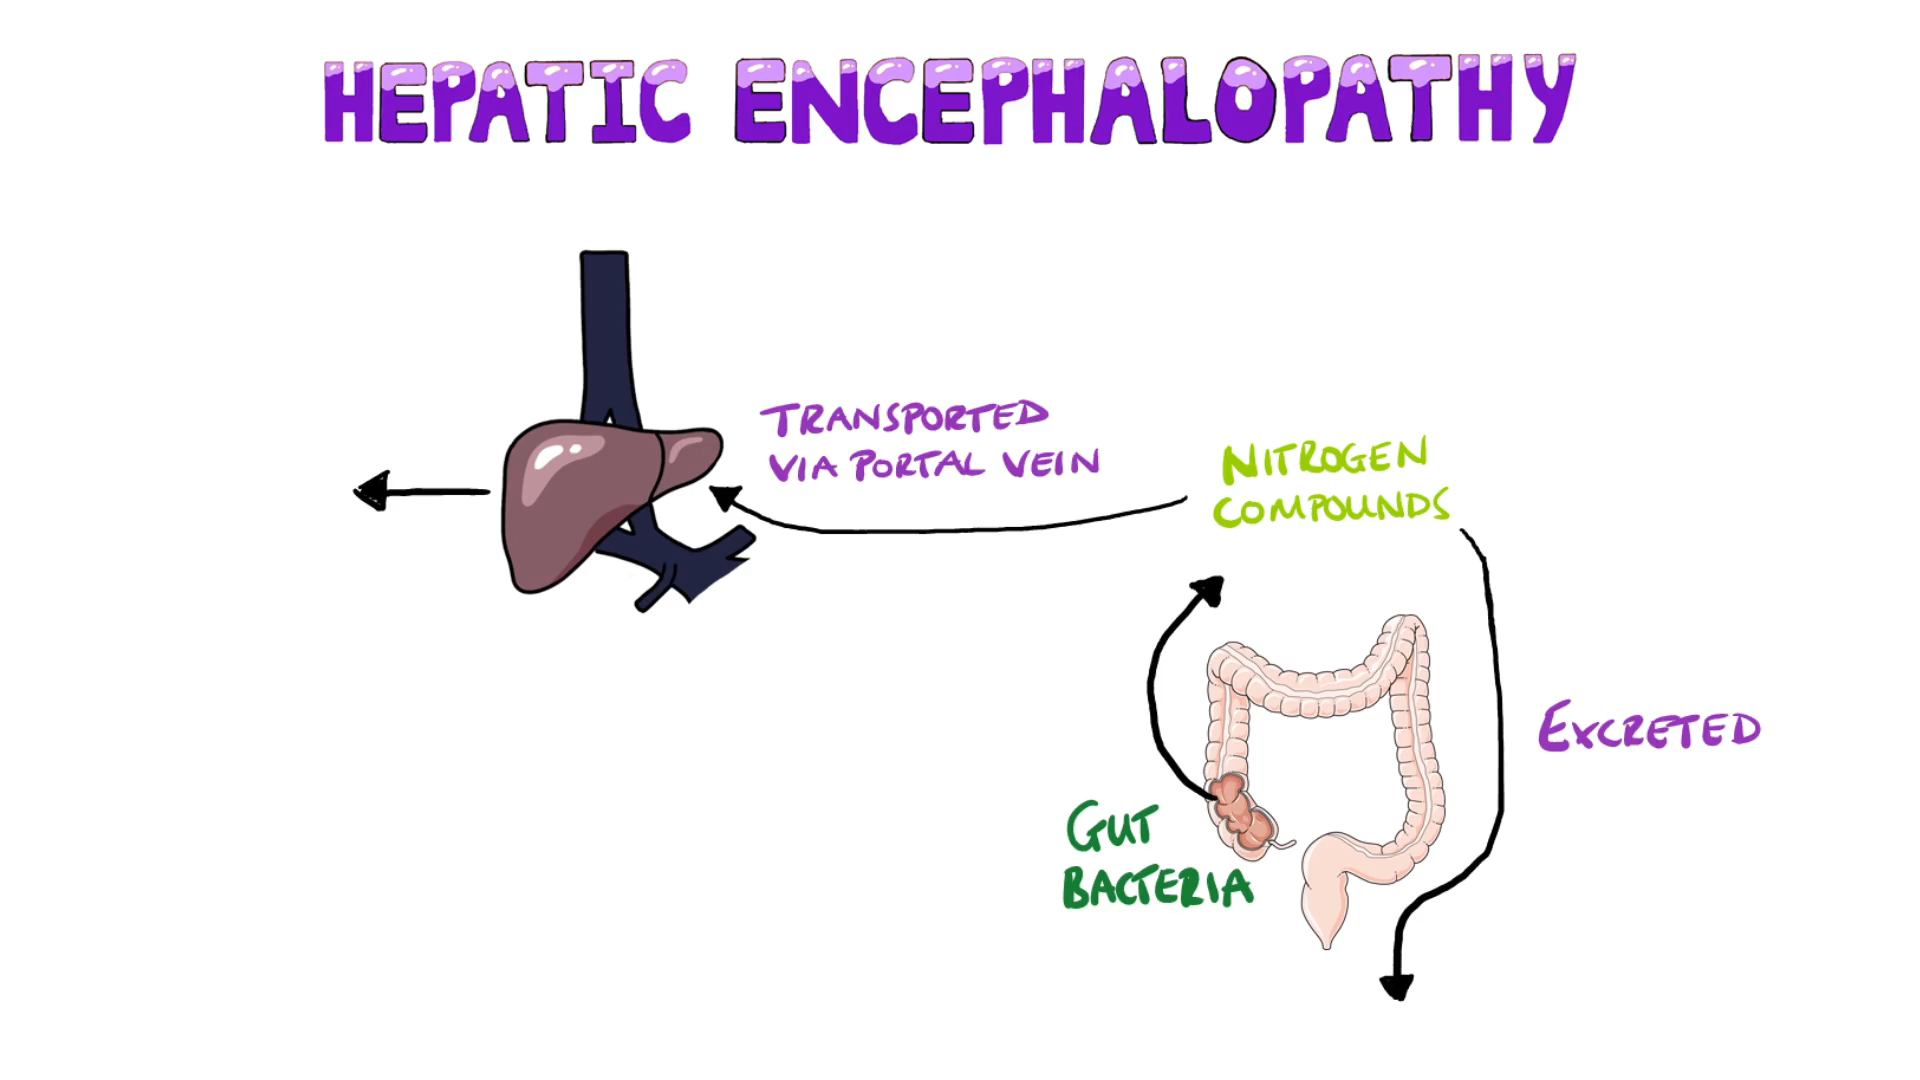 HEPATIC ENCEPHALOPATHY
TRANSPORTED
VIA PORTAL VEIN
NITROGEN
COMPOUNDS
EXCRETED
GUT
BACTERIA